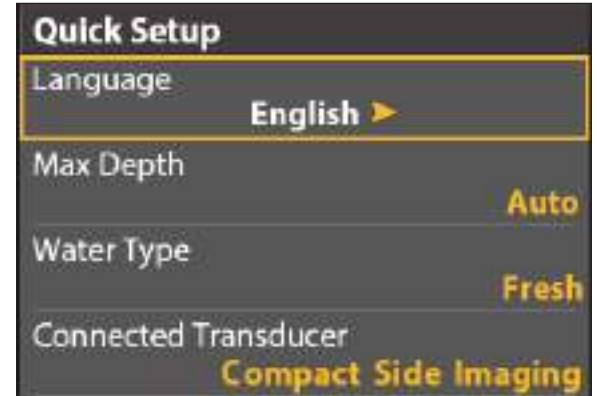 Quick Setup
Language
English
Max Depth
Auto
Water Type
Fresh
Connected Transducer
Compact Side Imaging